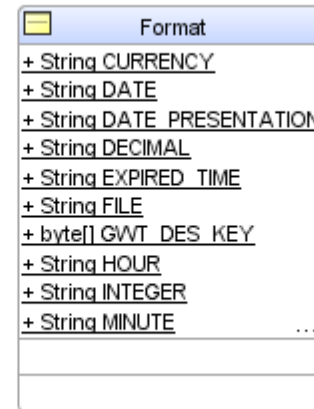 Format
+ String CURRENCY
+ String DATE
+ String DATE_PRESENTATION
+ String DECIMAL
+ String EXPIRED_TIME
+ String FILE
+ byte[] GWT_DES_KEY
+ String HOUR
+ String INTEGER
+ String MINUTE ...